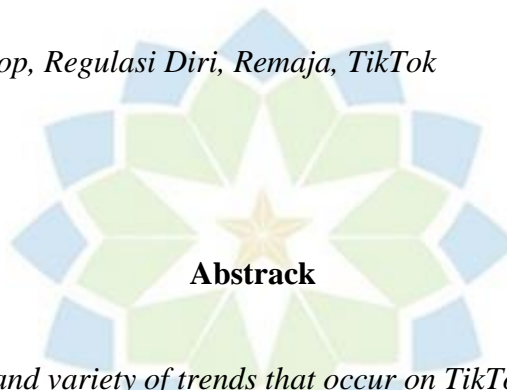 op, Regulasi Diri, Remaja, TikTok
Abstrack
and variety of trends that occur on TikTo